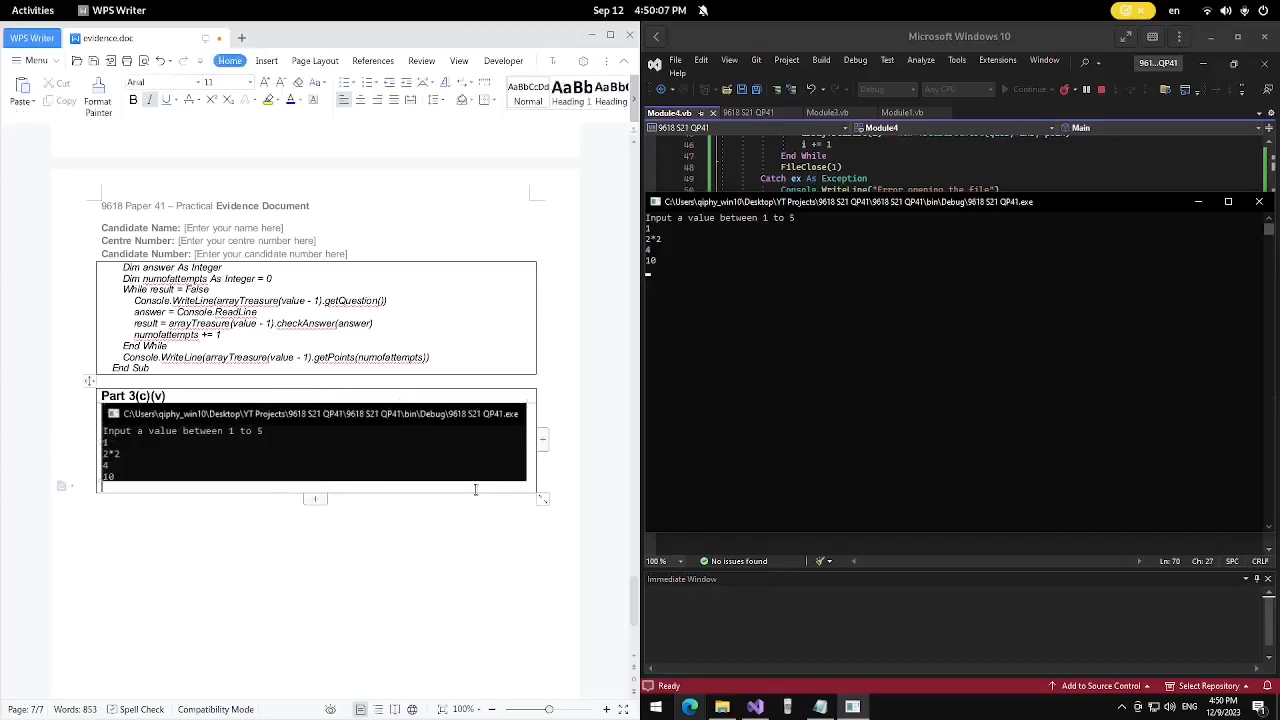 Activities
WPS Writer
Sep 12 4:50:07 PM
en
WPS Writer
evidence.doc
Menu
Home
Insert
Page Layout
References
Review
View
Developer
Cut
Copy
Paste
Format
Painter
Arial
11
AaBbCcDd
Normal
AaBb
Heading 1
AaBb(
Heading
9618 Paper 41 – Practical Evidence Document
Candidate Name: [Enter your name here]
Centre Number: [Enter your centre number here]
Candidate Number: [Enter your candidate number here]
Dim answer As Integer
Dim numofattempts As Integer = 0
While result = False
Console.WriteLine(arrayTreasure(value - 1).getQuestion())
answer = Console.ReadLine
result = arrayTreasure(value - 1).checkAnswer(answer)
numofattempts += 1
End While
Console.WriteLine(arrayTreasure(value - 1).getPoints(numofattempts))
End Sub
Part 3(c)(v)
C:\Users\qiphy_win10\Desktop\YT Projects\9618 S21 QP41\9618 S21 QP41\bin\Debug\9618 S21 QP41.exe
Input a value between 1 to 5
1
2*2
4
10
Page: 7/7
Words: 853
Spell Check
Compatibility Mode
100%
Microsoft Windows 10
File
Edit
View
Git
Project
Build
Debug
Test
Analyze
Tools
Extensions
Window
Help
961...QP41
Debug
Any CPU
Continue
Module4.vb
9618 S21 QP41
Module3.vb
Module1.vb
9618 S21 QP41
Module4
Main
46 i += 1
47 End While
48 FileClose(1)
49 Catch ex As Exception
50 Console.WriteLine("Error opening the file")
C:\Users\qiphy_win10\Desktop\YT Projects\9618 S21 QP41\9618 S21 QP41\bin\Debug\9618 S21 QP41.exe
Input a value between 1 to 5
1
2*2
4
10
100 %
No issues found
Ln: 70
Ch: 27
SPC
CRLF
Immediate Window
Ready
Add to Source Control
Select Repository
4:50 PM
12/9/2023